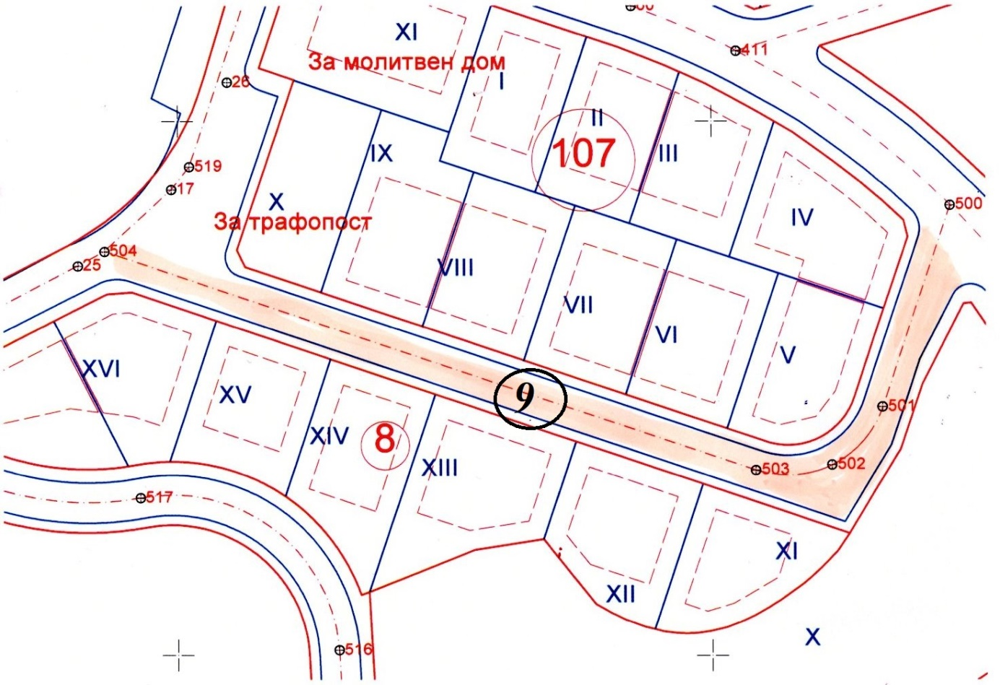 XI
За молитвен дом
411
26
I
II
107
IX
III
519
17
X
За трафопост
500
IV
504
25
VIII
VII
VI
V
XVI
XV
9
501
XIV
8
XIII
503
502
517
XI
XII
X
516